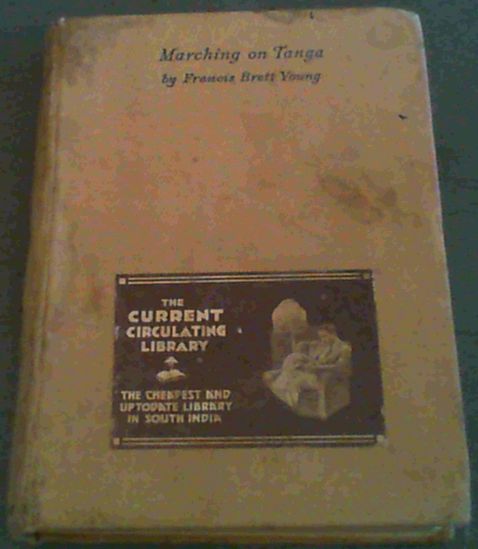 Marching on Tanga
by Francis Brett Young
THE
CURRENT
CIRCULATING
LIBRARY
THE CHEAPEST AND
UPTODATE LIBRARY
IN SOUTH INDIA